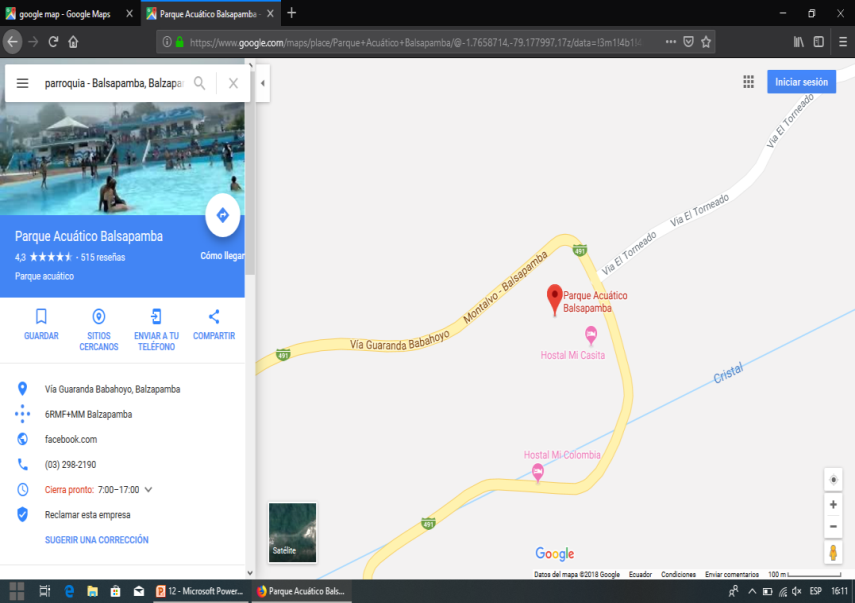 google map - Google Maps
Parque Acuático Balsapamba -
https://www.google.com/maps/place/Parque+Acuático+Balsapamba/@-1.7658714,-79.177997,17z/data=!3m1!4b1!4
parroquia - Balsapamba, Balzapa
Iniciar sesión
Parque Acuático Balsapamba
4,3 ★★★★★ - 515 reseñas
Cómo llegar
Parque acuático
GUARDAR
SITIOS CERCANOS
ENVIAR A TU TELÉFONO
COMPARTIR
Vía Guaranda Babahoyo, Balzapamba
6RMF+MM Balzapamba
facebook.com
(03) 298-2190
Cierra pronto: 7:00–17:00
Reclamar esta empresa
SUGERIR UNA CORRECCIÓN
Via El Torneado
Via El Torneado
Via El Torneado
491
Montalvo - Balsapamba
Parque Acuático
Balsapamba
Vía Guaranda Babahoyo
491
Hostal Mi Casita
Cristal
Hostal Mi Colombia
491
Satélite
Google
Datos del mapa ©2018 Google Ecuador Condiciones Enviar comentarios 100 m
12 - Microsoft Power...
Parque Acuático Bals...
ESP
16:11